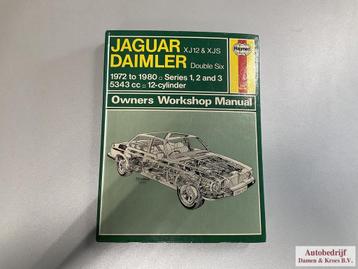 JAGUAR XJ12 & XJS
DAIMLER Double Six
1972 to 1980 □ Series 1, 2 and 3
5343 cc □ 12-cylinder
Haynes
Owners Workshop Manual
Autobedrijf
Damen & Kroes B.V.